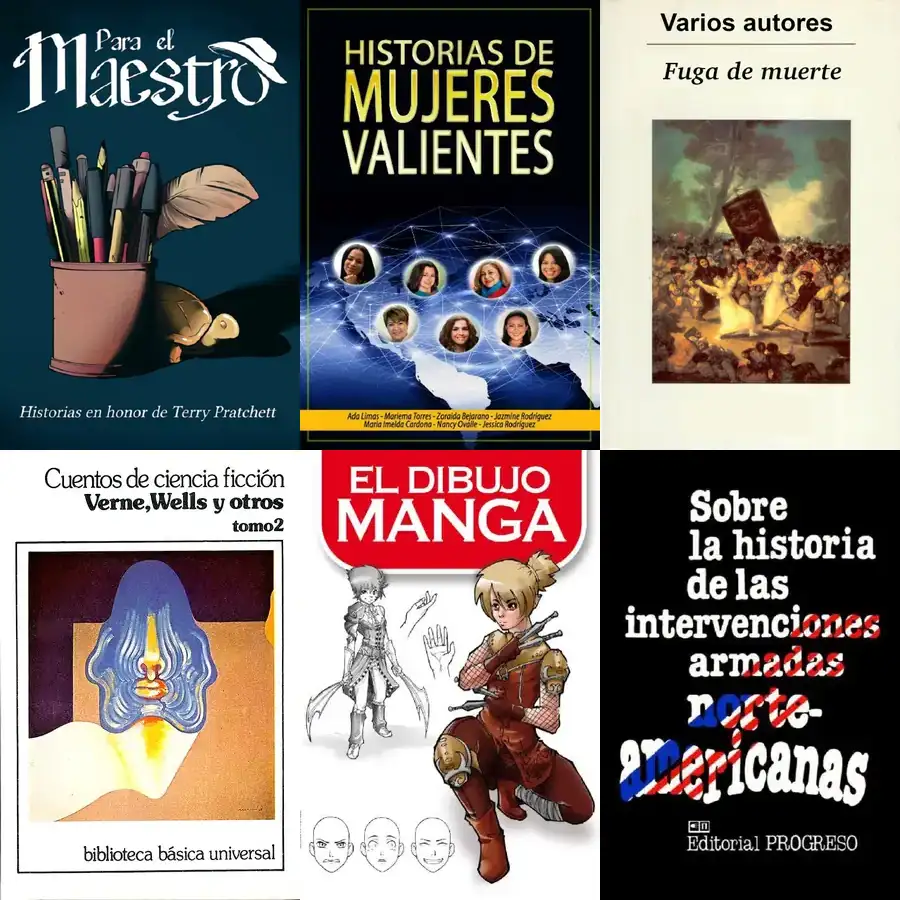 Para el
Maestro
Historias en honor de Terry Pratchett
HISTORIAS DE
MUJERES
VALIENTES
Ada Limas - Mariema Torres - Zoraida Bejarano - Jazmine Rodríguez
Maria Imelda Cardona - Nancy Ovalle - Jessica Rodríguez
Varios autores
Fuga de muerte
Cuentos de ciencia ficción
Verne,Wells y otros
tomo2
biblioteca básica universal
EL DIBUJO
MANGA
Sobre
la historia
de las
intervenciones
armadas
norte-
americanas
Editorial PROGRESO